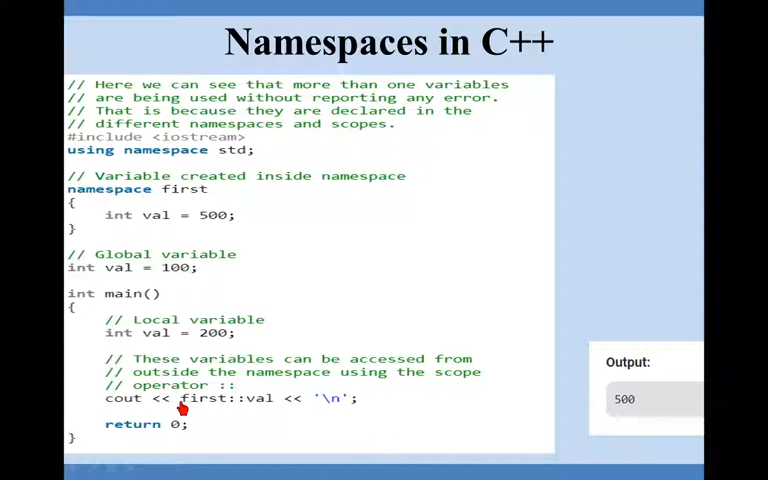 Namespaces in C++
// Here we can see that more than one variables
// are being used without reporting any error.
// That is because they are declared in the
// different namespaces and scopes.
#include <iostream>
using namespace std;
// Variable created inside namespace
namespace first
{
    int val = 500;
}
// Global variable
int val = 100;
int main()
{
    // Local variable
    int val = 200;
    // These variables can be accessed from
    // outside the namespace using the scope
    // operator ::
    cout << first::val << '\n';
    return 0;
}
Output:
500